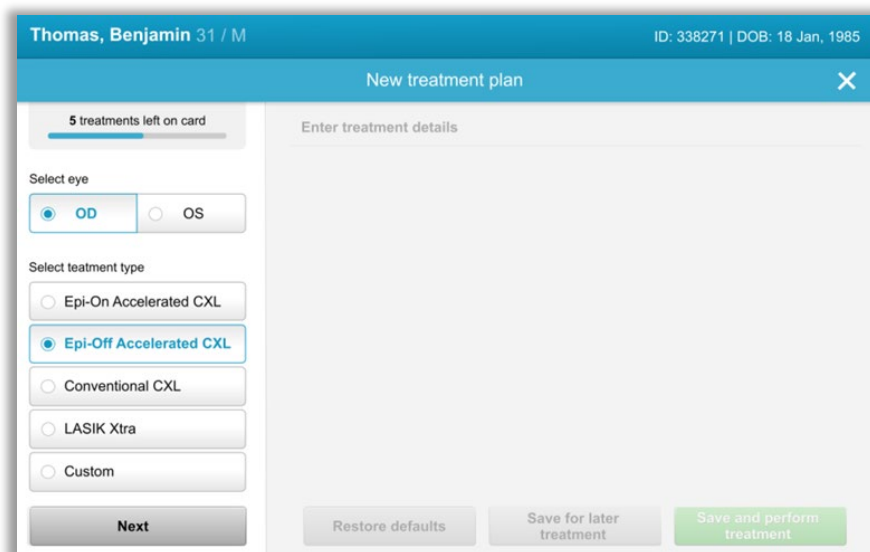 Thomas, Benjamin 31 / M
ID: 338271 | DOB: 18 Jan, 1985
New treatment plan
5 treatments left on card
Enter treatment details
Select eye
OD
OS
Select teatment type
Epi-On Accelerated CXL
Epi-Off Accelerated CXL
Conventional CXL
LASIK Xtra
Custom
Next
Restore defaults
Save for later
treatment
Save and perform
treatment